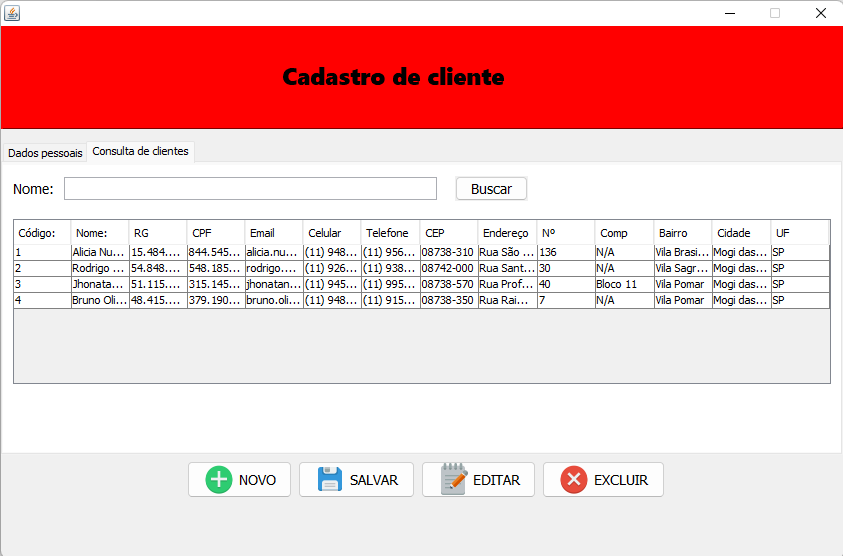 Cadastro de cliente
Dados pessoais Consulta de clientes
Nome: Buscar
Código: Nome: RG CPF Email Celular Telefone CEP Endereço Nº Comp Bairro Cidade UF
1 Alicia Nu... 15.484.... 844.545... alicia.nu... (11) 948... (11) 956... 08738-310 Rua São ... 136 N/A Vila Brasi... Mogi das... SP
2 Rodrigo ... 54.848.... 548.185... rodrigo.... (11) 926... (11) 938... 08742-000 Rua Sant... 30 N/A Vila Sagr... Mogi das... SP
3 Jhonata... 51.115.... 315.145... jhonatan... (11) 945... (11) 995... 08738-570 Rua Prof... 40 Bloco 11 Vila Pomar Mogi das... SP
4 Bruno Oli... 48.415.... 379.190... bruno.oli... (11) 948... (11) 915... 08738-350 Rua Rai... 7 N/A Vila Pomar Mogi das... SP
NOVO SALVAR EDITAR EXCLUIR